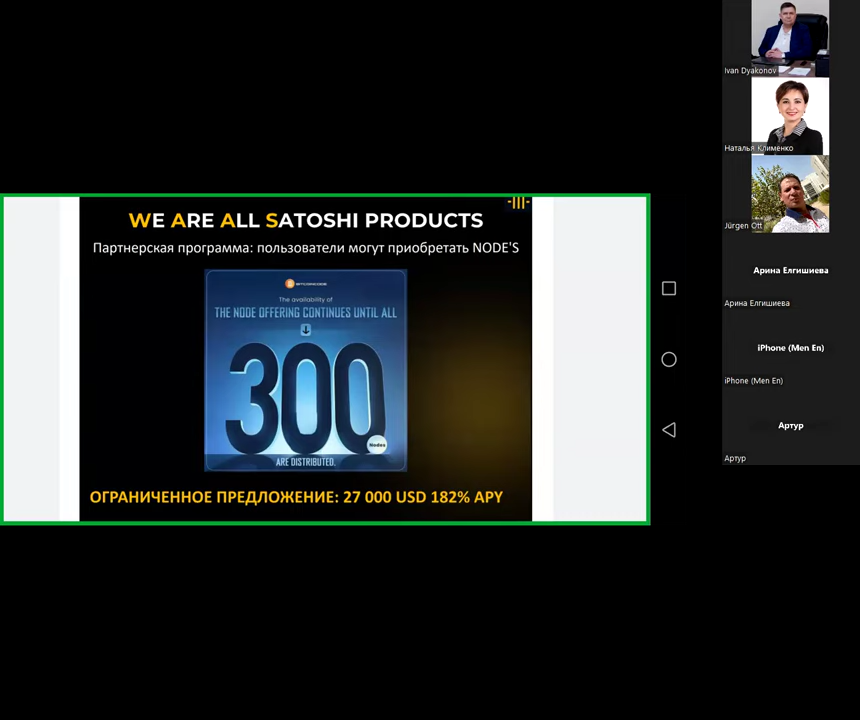 WE ARE ALL SATOSHI PRODUCTS
Партнерская программа: пользователи могут приобретать NODE'S
BITCOINCODE
The availability of
THE NODE OFFERING CONTINUES UNTIL ALL
300
Nodes
ARE DISTRIBUTED.
ОГРАНИЧЕННОЕ ПРЕДЛОЖЕНИЕ: 27 000 USD 182% APY
Ivan Dyakonov
Наталья Клименко
Jürgen Ott
Арина Елгишиева
Арина Елгишиева
iPhone (Men En)
iPhone (Men En)
Артур
Артур